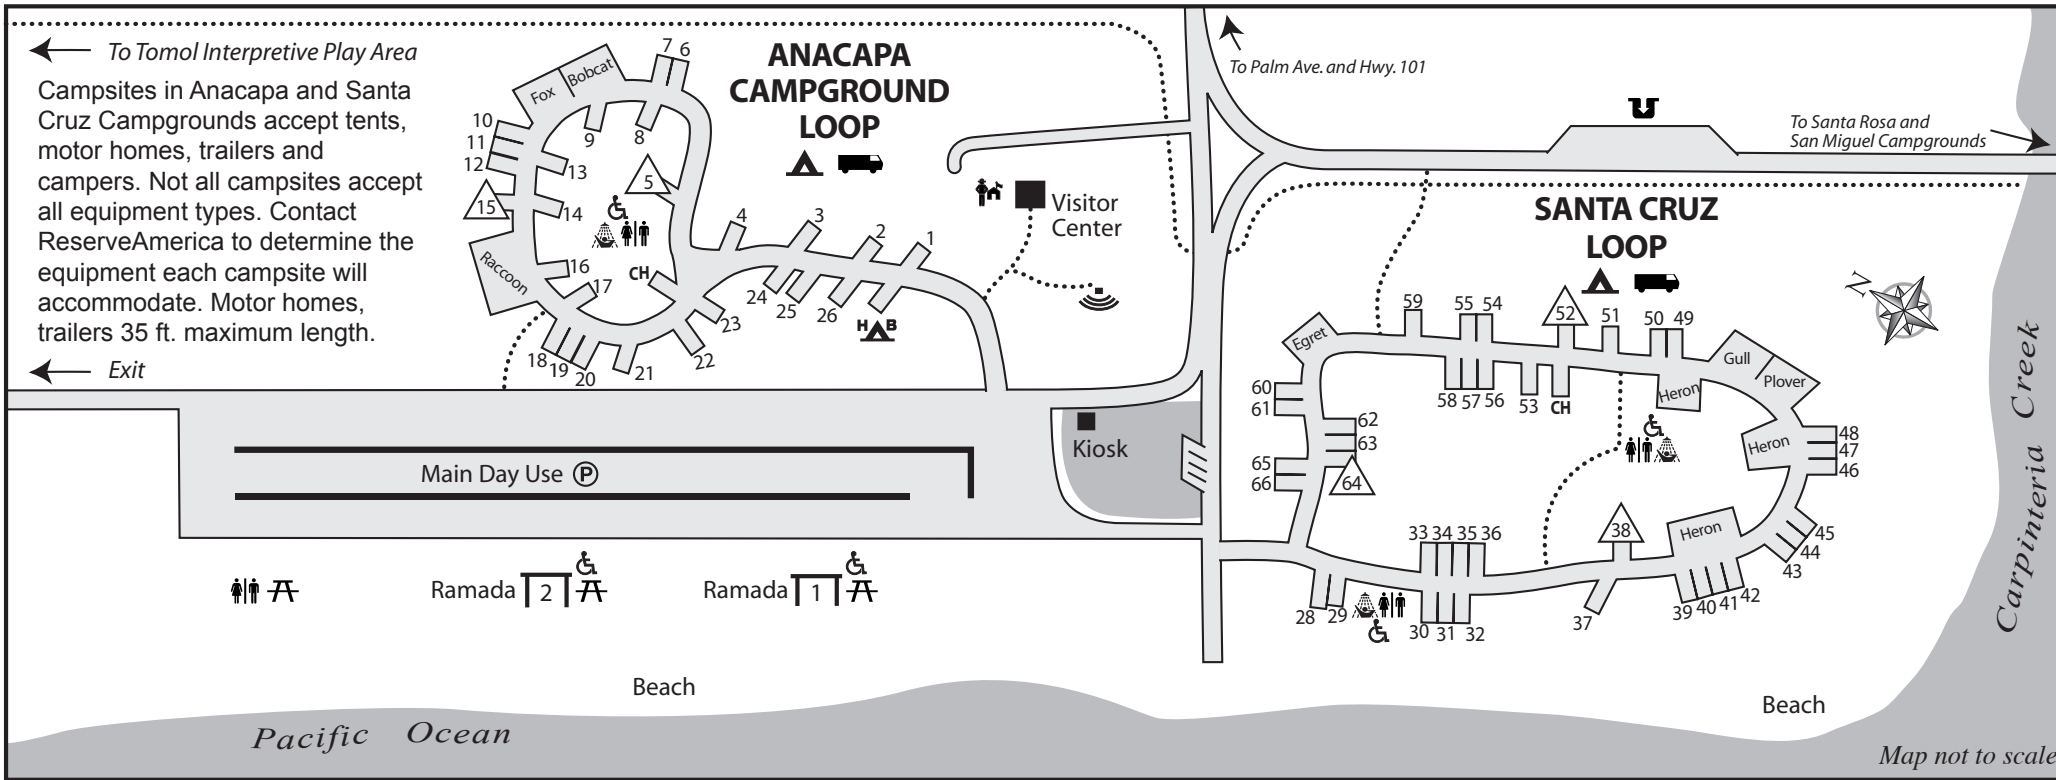 To Tomol Interpretive Play Area
Campsites in Anacapa and Santa
Cruz Campgrounds accept tents,
motor homes, trailers and
campers. Not all campsites accept
all equipment types. Contact
ReserveAmerica to determine the
equipment each campsite will
accommodate. Motor homes,
trailers 35 ft. maximum length.
Exit
ANACAPA
CAMPGROUND
LOOP
Fox
Bobcat
7
6
10
11
12
9
8
13
5
15
14
Raccoon
16
17
CH
4
3
2
1
18
19
20
21
22
23
24
25
26
H
B
Visitor
Center
To Palm Ave. and Hwy. 101
To Santa Rosa and
San Miguel Campgrounds
SANTA CRUZ
LOOP
N
Egret
59
55
54
52
51
50
49
Gull
Plover
Heron
60
61
58
57
56
53
CH
62
63
64
65
66
Heron
48
47
46
33
34
35
36
38
Heron
45
44
43
28
29
30
31
32
37
39
40
41
42
Kiosk
Main Day Use P
Ramada 2
Ramada 1
Beach
Beach
Pacific Ocean
Carpinteria Creek
Map not to scale